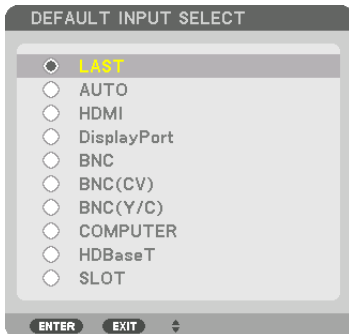 DEFAULT INPUT SELECT
LAST
AUTO
HDMI
DisplayPort
BNC
BNC(CV)
BNC(Y/C)
COMPUTER
HDBaseT
SLOT
ENTER EXIT